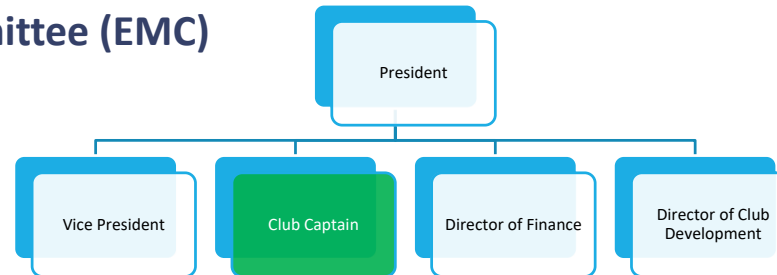 ittee (EMC)
President
Vice President
Club Captain
Director of Finance
Director of Club
Development